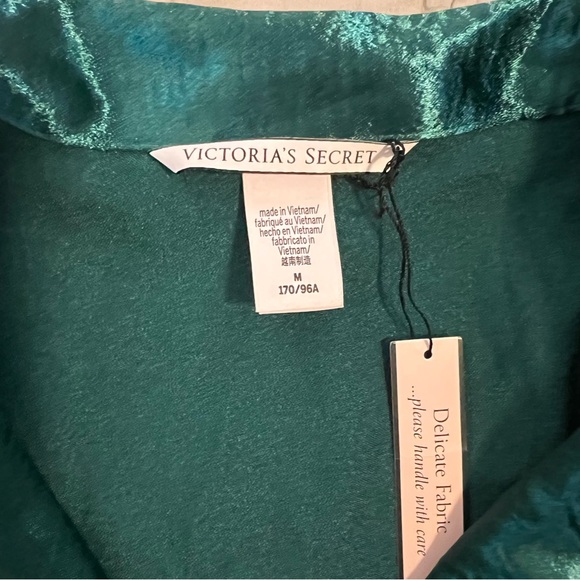 VICTORIA'S SECRET
made in Vietnam/
fabriqué au Vietnam/
hecho en Vietnam/
fabbricato in
Vietnam/
越南制造
M
170/96A
Delicate Fabric
...please handle with care